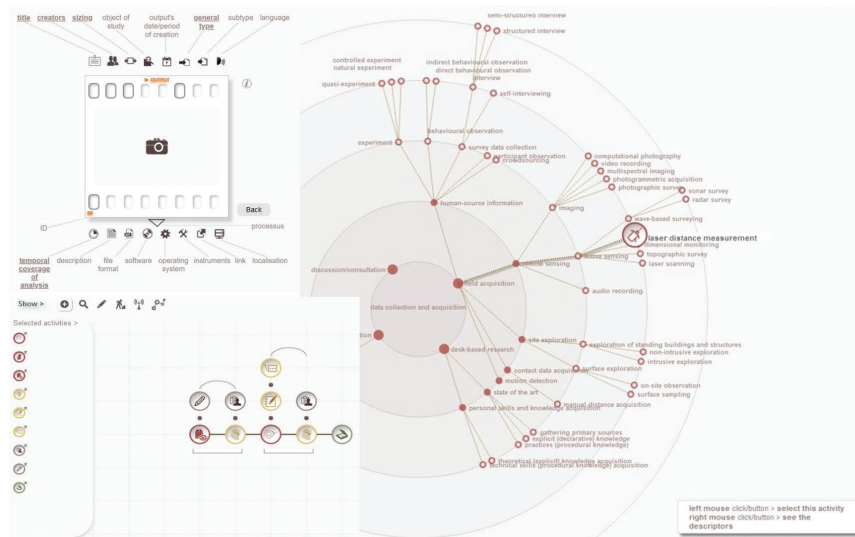 title
creators
sizing
object of
study
output's
date/period
of creation
general
type
subtype
language
OUTPUT
i
Back
ID
processus
temporal
coverage
of
analysis
description
file
format
software
operating
system
instruments
link
localisation
Show >
Selected activities >
semi-structured interview
structured interview
controlled experiment
natural experiment
quasi-experiment
indirect behavioural observation
direct behavioural observation
interview
self-interviewing
experiment
behavioural observation
survey data collection
participant observation
crowdsourcing
human-source information
computational photography
video recording
multispectral imaging
photogrammetric acquisition
photographic survey
imaging
sonar survey
radar survey
wave-based surveying
laser distance measurement
dimensional monitoring
active sensing
topographic survey
laser scanning
remote sensing
audio recording
discussion/consultation
field acquisition
data collection and acquisition
tion
desk-based research
site exploration
exploration of standing buildings and structures
non-intrusive exploration
intrusive exploration
contact data acquisition
surface exploration
motion detection
on-site observation
surface sampling
state of the art
manual distance acquisition
personal skills and knowledge acquisition
gathering primary sources
explicit (declarative) knowledge
practices (procedural knowledge)
theoretical (explicit) knowledge acquisition
technical skills (procedural knowledge) acquisition
left mouse click/button > select this activity
right mouse click/button > see the
descriptors